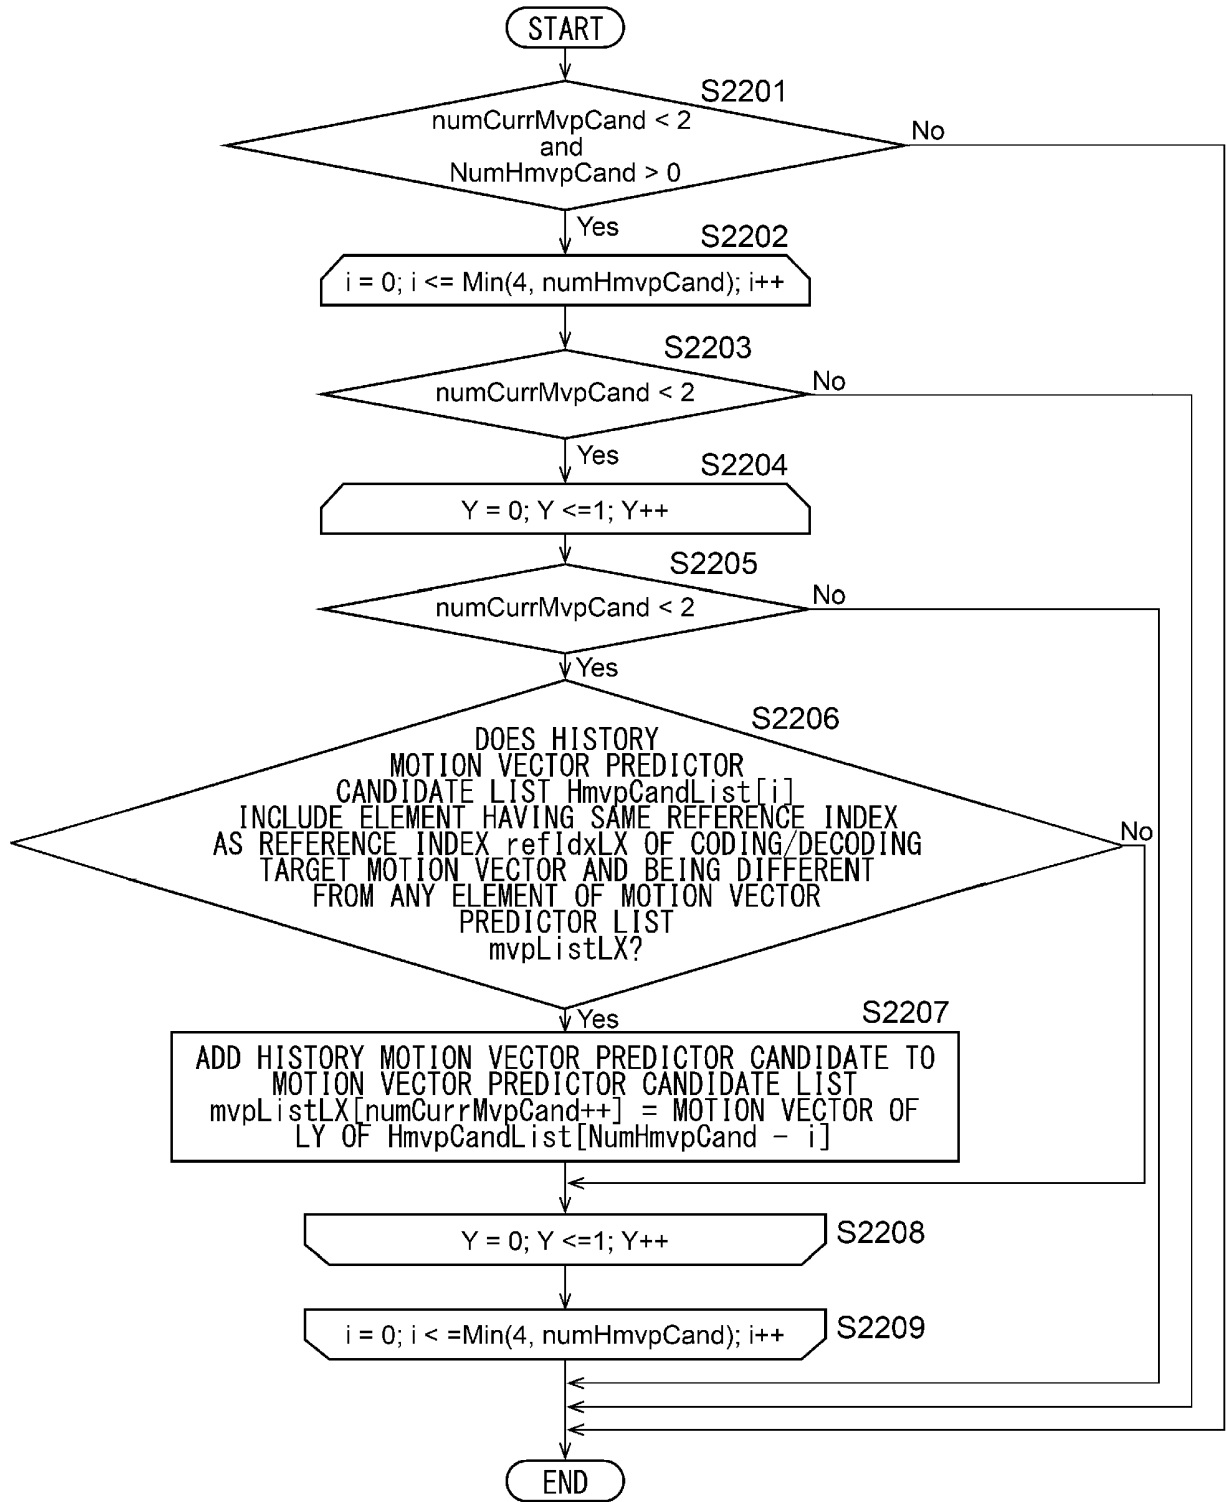 START
S2201
numCurrMvpCand < 2
and
NumHmvpCand > 0
No
Yes
S2202
i = 0; i <= Min(4, numHmvpCand); i++
S2203
numCurrMvpCand < 2
No
Yes
S2204
Y = 0; Y <=1; Y++
S2205
numCurrMvpCand < 2
No
Yes
S2206
DOES HISTORY
MOTION VECTOR PREDICTOR
CANDIDATE LIST HmvpCandList[i]
INCLUDE ELEMENT HAVING SAME REFERENCE INDEX
AS REFERENCE INDEX refIdxLX OF CODING/DECODING
TARGET MOTION VECTOR AND BEING DIFFERENT
FROM ANY ELEMENT OF MOTION VECTOR
PREDICTOR LIST
mvpListLX?
No
Yes
S2207
ADD HISTORY MOTION VECTOR PREDICTOR CANDIDATE TO
MOTION VECTOR PREDICTOR CANDIDATE LIST
mvpListLX[numCurrMvpCand++] = MOTION VECTOR OF
LY OF HmvpCandList[NumHmvpCand - i]
Y = 0; Y <=1; Y++
S2208
i = 0; i < =Min(4, numHmvpCand); i++
S2209
END